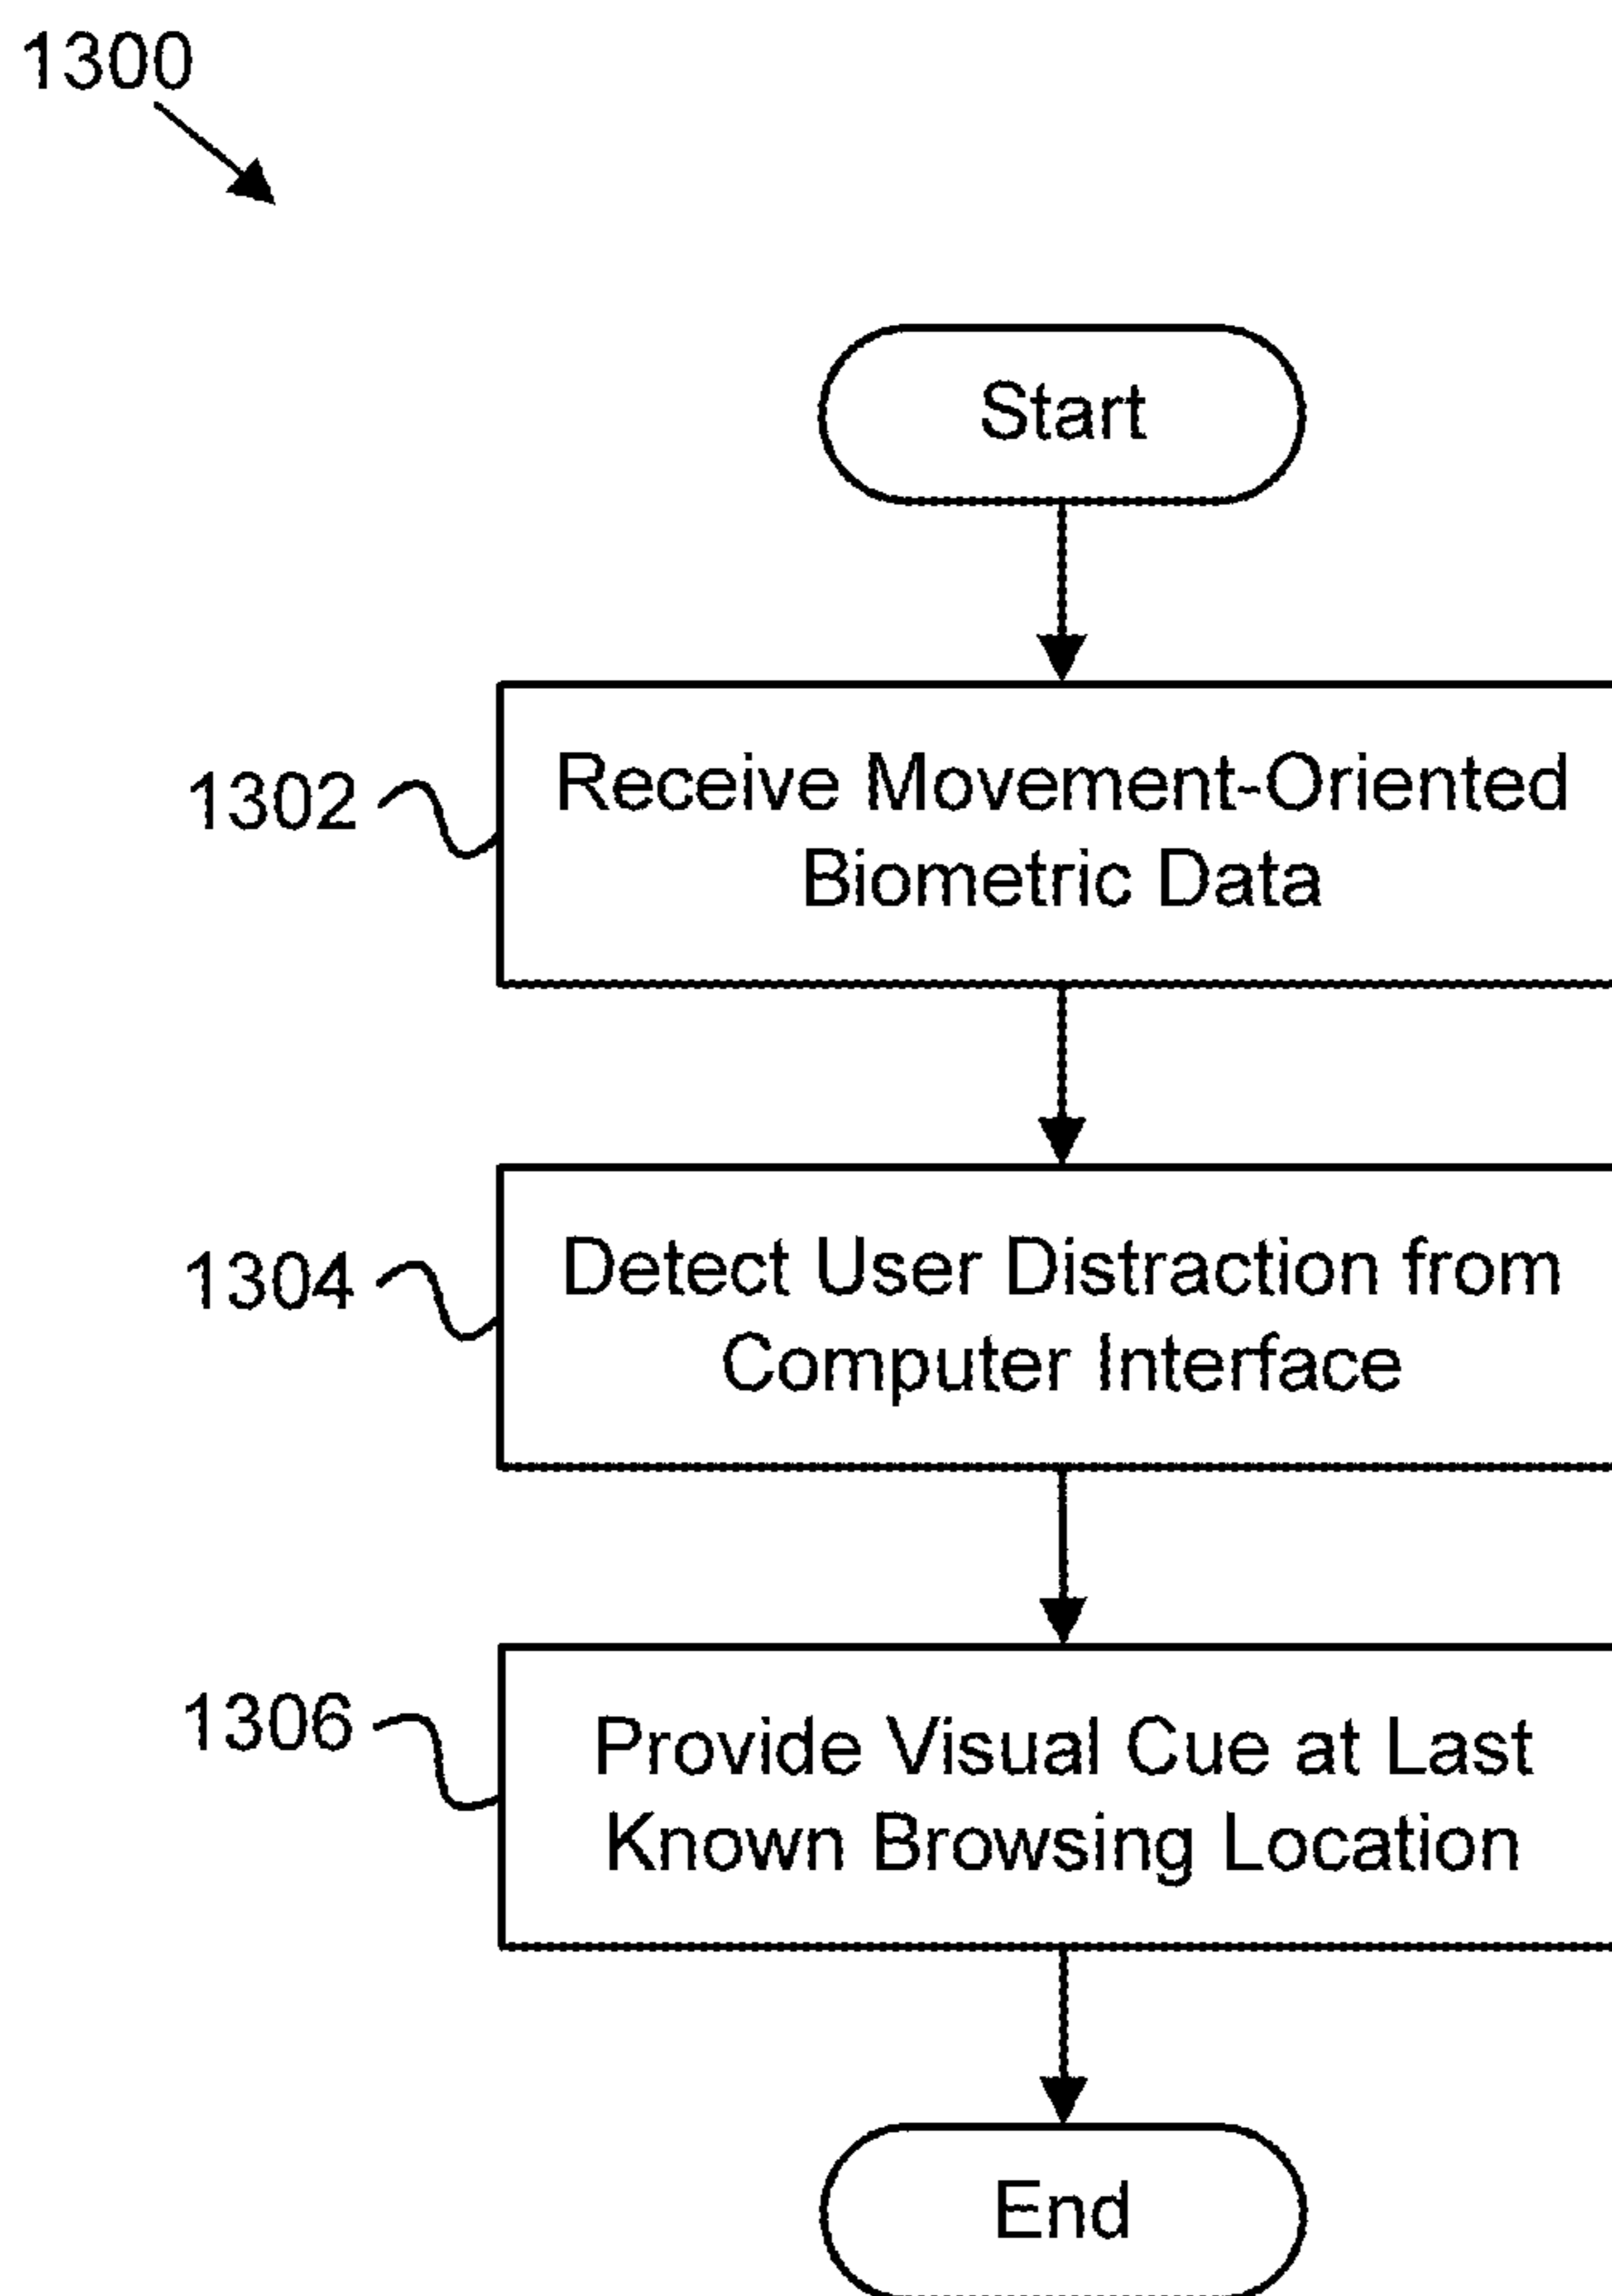 1300
Start
1302
Receive Movement-Oriented
Biometric Data
1304
Detect User Distraction from
Computer Interface
1306
Provide Visual Cue at Last
Known Browsing Location
End